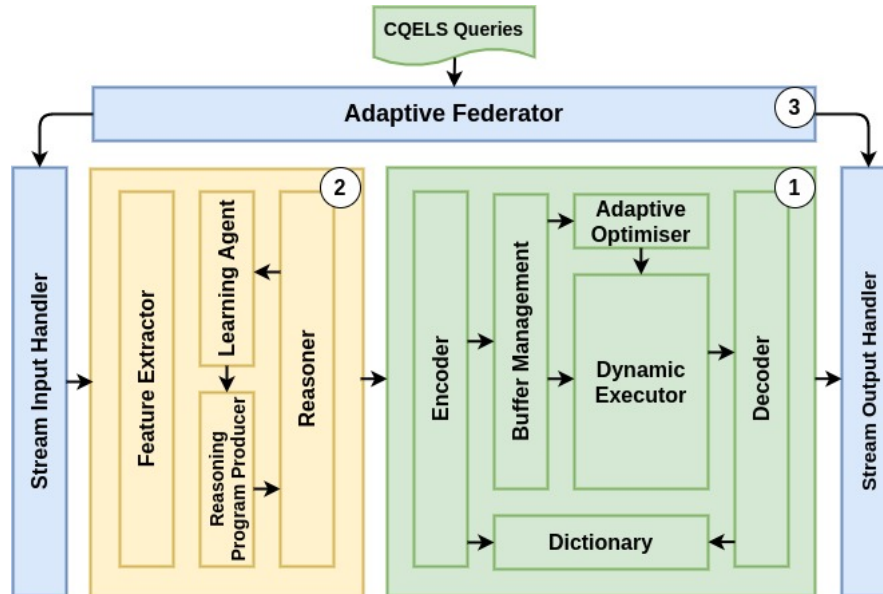 CQELS Queries
Adaptive Federator
3
Stream Input Handler
2
Feature Extractor
Learning Agent
Reasoning
Program Producer
Reasoner
1
Encoder
Buffer Management
Adaptive
Optimiser
Dynamic
Executor
Decoder
Dictionary
Stream Output Handler